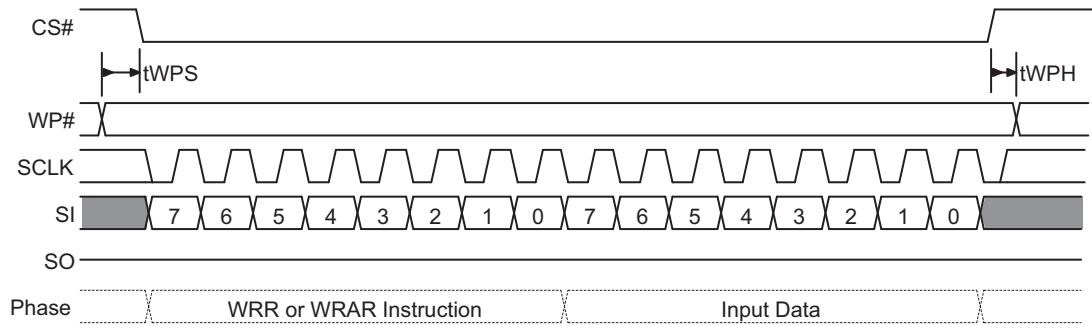 CS#
tWPS
tWPH
WP#
SCLK
SI 7 6 5 4 3 2 1 0 7 6 5 4 3 2 1 0
SO
Phase WRR or WRAR Instruction Input Data